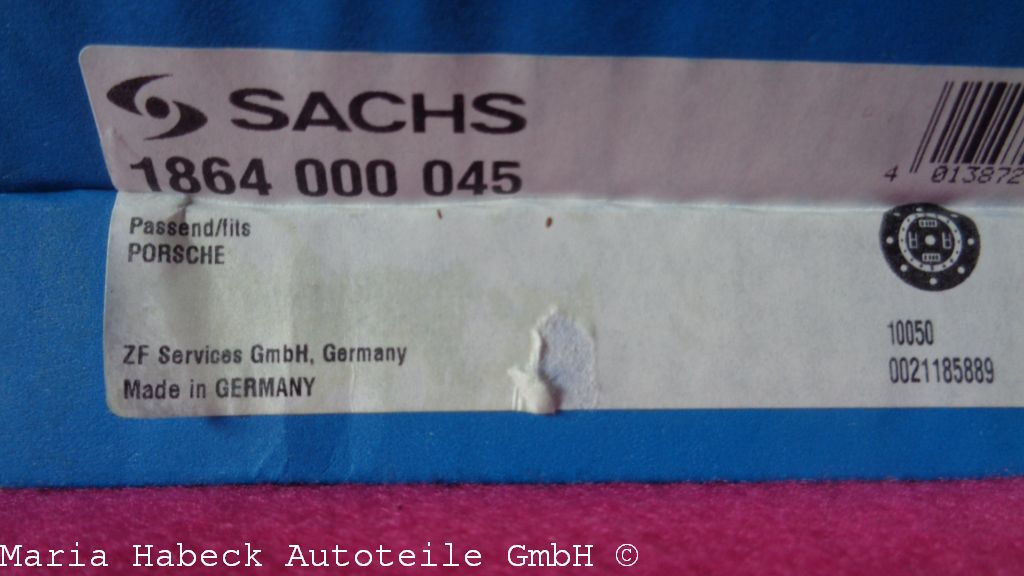 SACHS
1864 000 045
4 013872
Passend/fits
PORSCHE
10050
ZF Services GmbH, Germany
0021185889
Made in GERMANY
Maria Habeck Autoteile GmbH ©